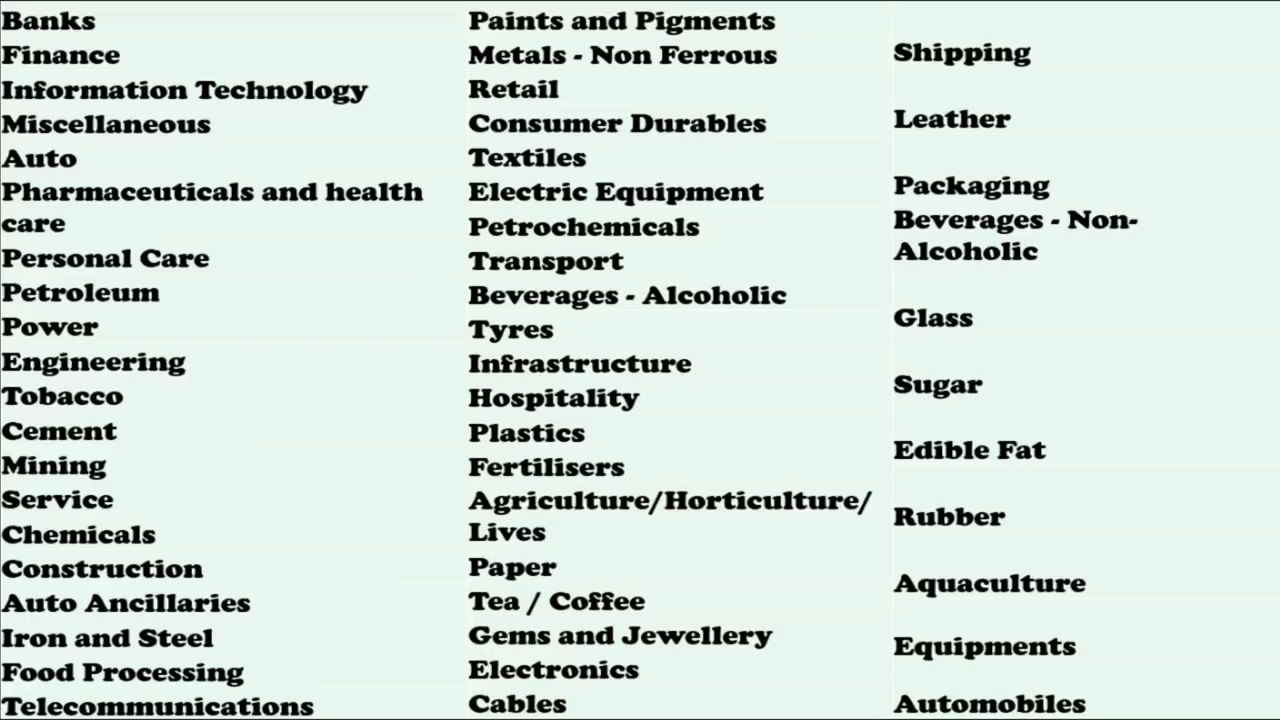 Banks
Finance
Information Technology
Miscellaneous
Auto
Pharmaceuticals and health
care
Personal Care
Petroleum
Power
Engineering
Tobacco
Cement
Mining
Service
Chemicals
Construction
Auto Ancillaries
Iron and Steel
Food Processing
Telecommunications
Paints and Pigments
Metals - Non Ferrous
Retail
Consumer Durables
Textiles
Electric Equipment
Petrochemicals
Transport
Beverages - Alcoholic
Tyres
Infrastructure
Hospitality
Plastics
Fertilisers
Agriculture/Horticulture/
Lives
Paper
Tea / Coffee
Gems and Jewellery
Electronics
Cables
Shipping
Leather
Packaging
Beverages - Non-
Alcoholic
Glass
Sugar
Edible Fat
Rubber
Aquaculture
Equipments
Automobiles